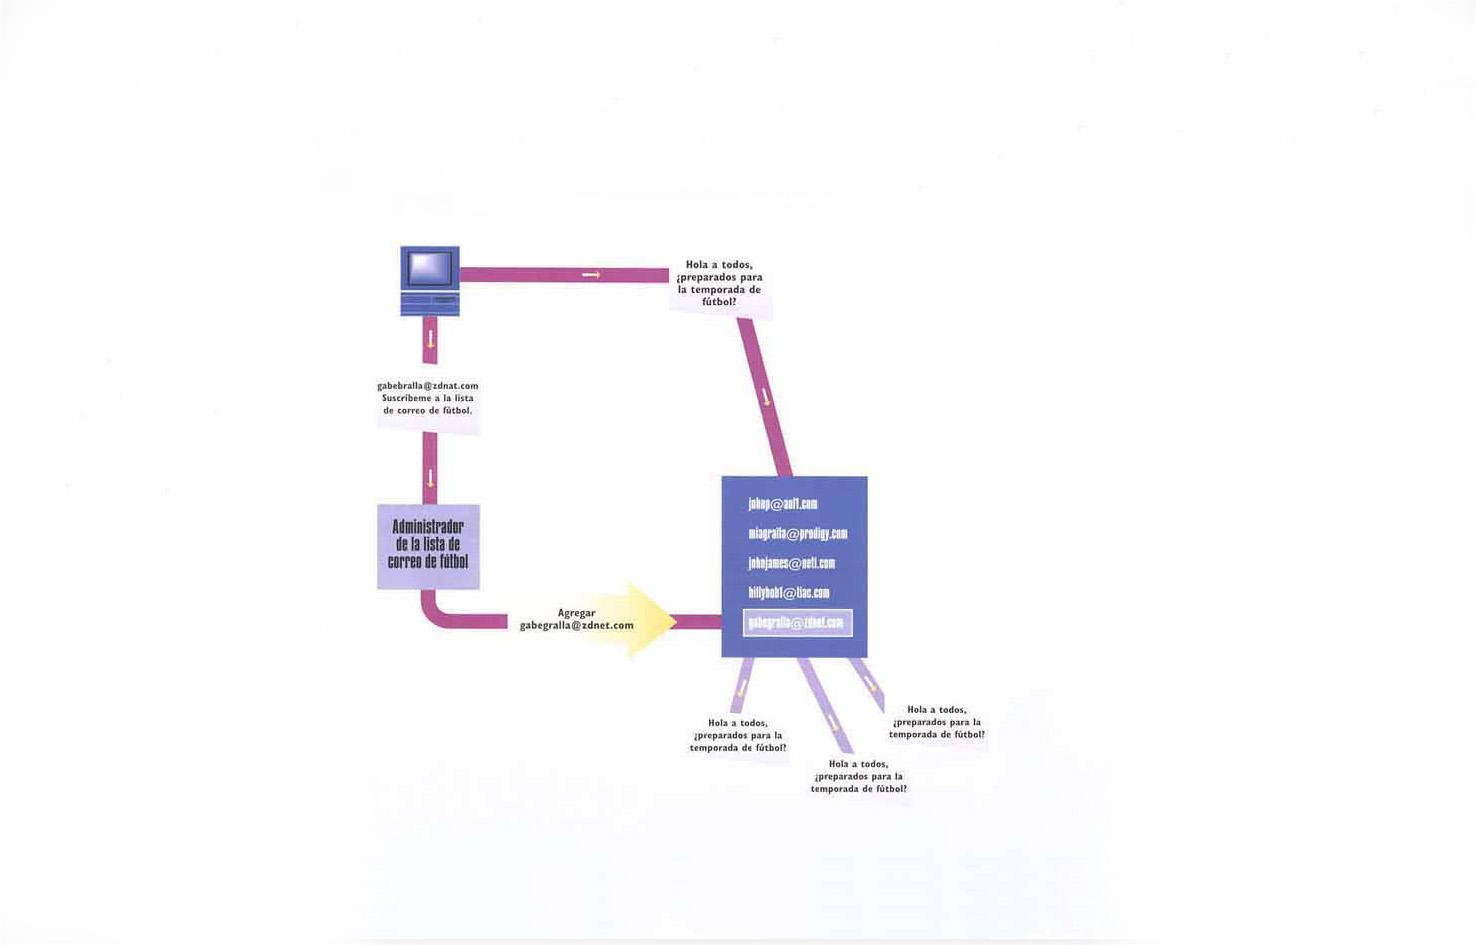 Hola a todos,
¿preparados para
la temporada de
fútbol?
gabebralla@zdnat.com
Suscríbeme a la lista
de correo de fútbol.
Administrador
de la lista de
correo de fútbol
Agregar
gabegralla@zdnet.com
johnp@aol1.com
miagralla@prodigy.com
johnjames@net1.com
billybob1@tiac.com
gabegralla@zdnet.com
Hola a todos,
¿preparados para la
temporada de fútbol?
Hola a todos,
¿preparados para la
temporada de fútbol?
Hola a todos,
¿preparados para la
temporada de fútbol?